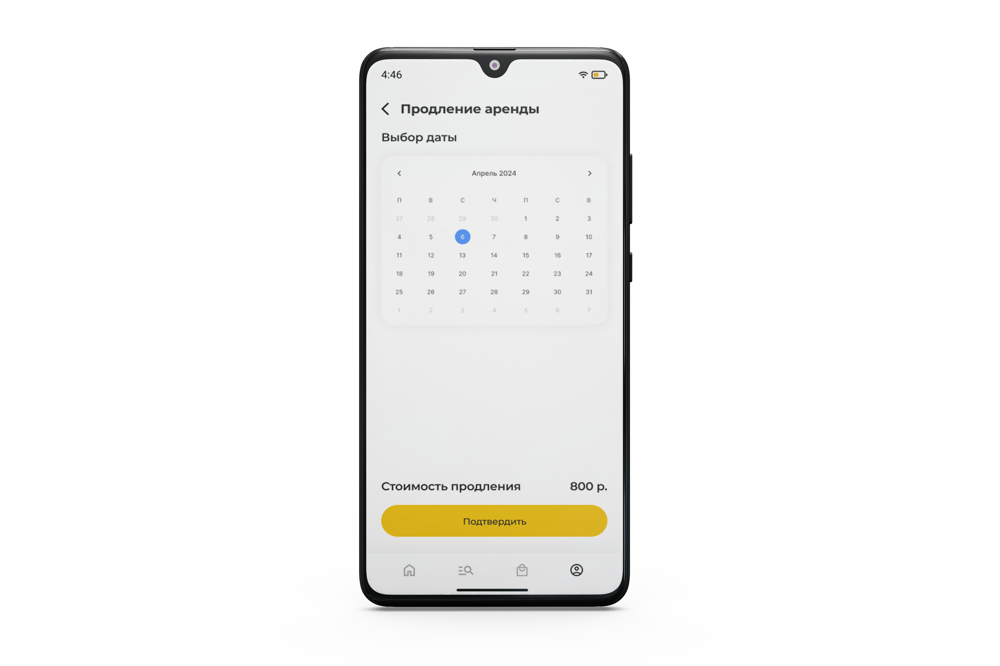 4:46
Продление аренды
Выбор даты
Апрель 2024
П В С Ч П С В
27 28 29 30 1 2 3
4 5 6 7 8 9 10
11 12 13 14 15 16 17
18 19 20 21 22 23 24
25 26 27 28 29 30 31
1 2 3 4 5 6 7
Стоимость продления 800 р.
Подтвердить